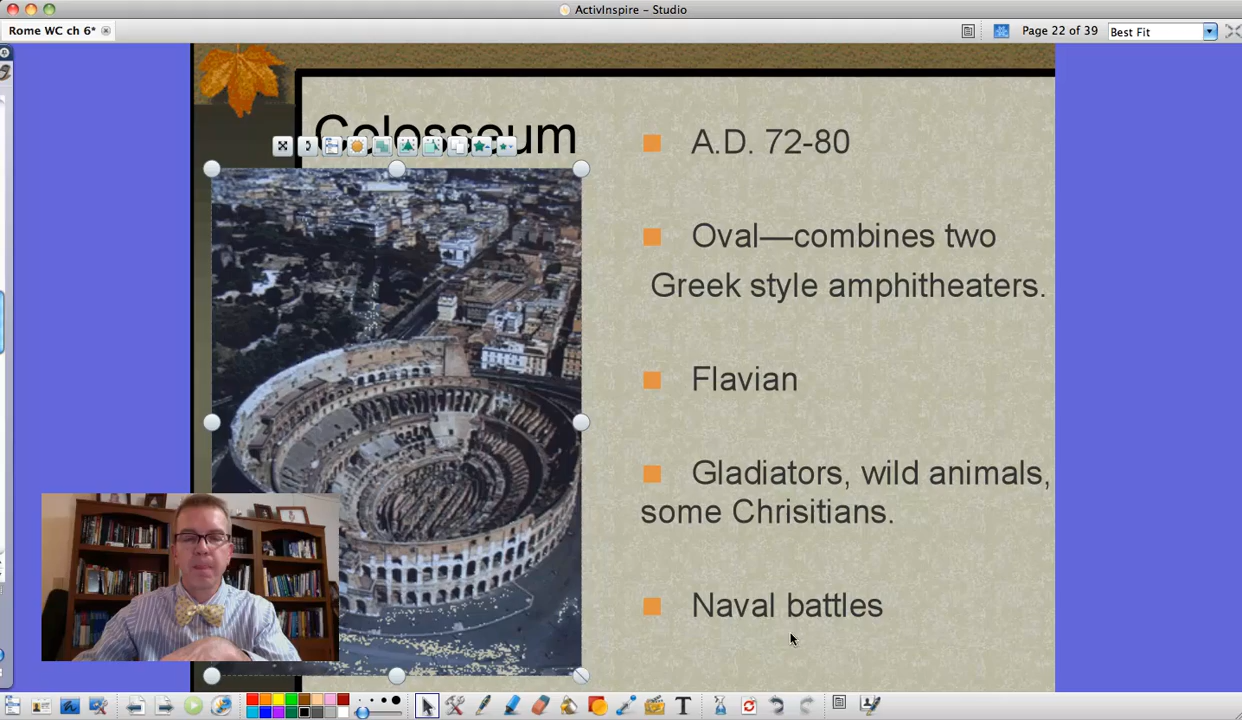 ActivInspire – Studio
Rome WC ch 6*
Page 22 of 39
Best Fit
Colosseum
A.D. 72-80
Oval—combines two
Greek style amphitheaters.
Flavian
Gladiators, wild animals,
some Chrisitians.
Naval battles
T